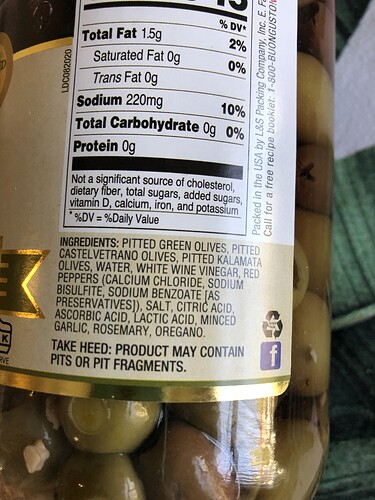 % DV*
Total Fat 1.5g 2%
Saturated Fat 0g 0%
Trans Fat 0g
Sodium 220mg 10%
Total Carbohydrate 0g 0%
Protein 0g
Not a significant source of cholesterol,
dietary fiber, total sugars, added sugars,
vitamin D, calcium, iron, and potassium
* %DV = %Daily Value
INGREDIENTS: PITTED GREEN OLIVES, PITTED
CASTELVETRANO OLIVES, PITTED KALAMATA
OLIVES, WATER, WHITE WINE VINEGAR, RED
PEPPERS (CALCIUM CHLORIDE, SODIUM
BISULFITE, SODIUM BENZOATE [AS
PRESERVATIVES]), SALT, CITRIC ACID,
ASCORBIC ACID, LACTIC ACID, MINCED
GARLIC, ROSEMARY, OREGANO.
TAKE HEED: PRODUCT MAY CONTAIN
PITS OR PIT FRAGMENTS.
LDC082020
Packed in the USA by L&S Packing Company, Inc. E. Fa
Call for a free recipe booklet: 1-800-BUONGUSTO
f
K